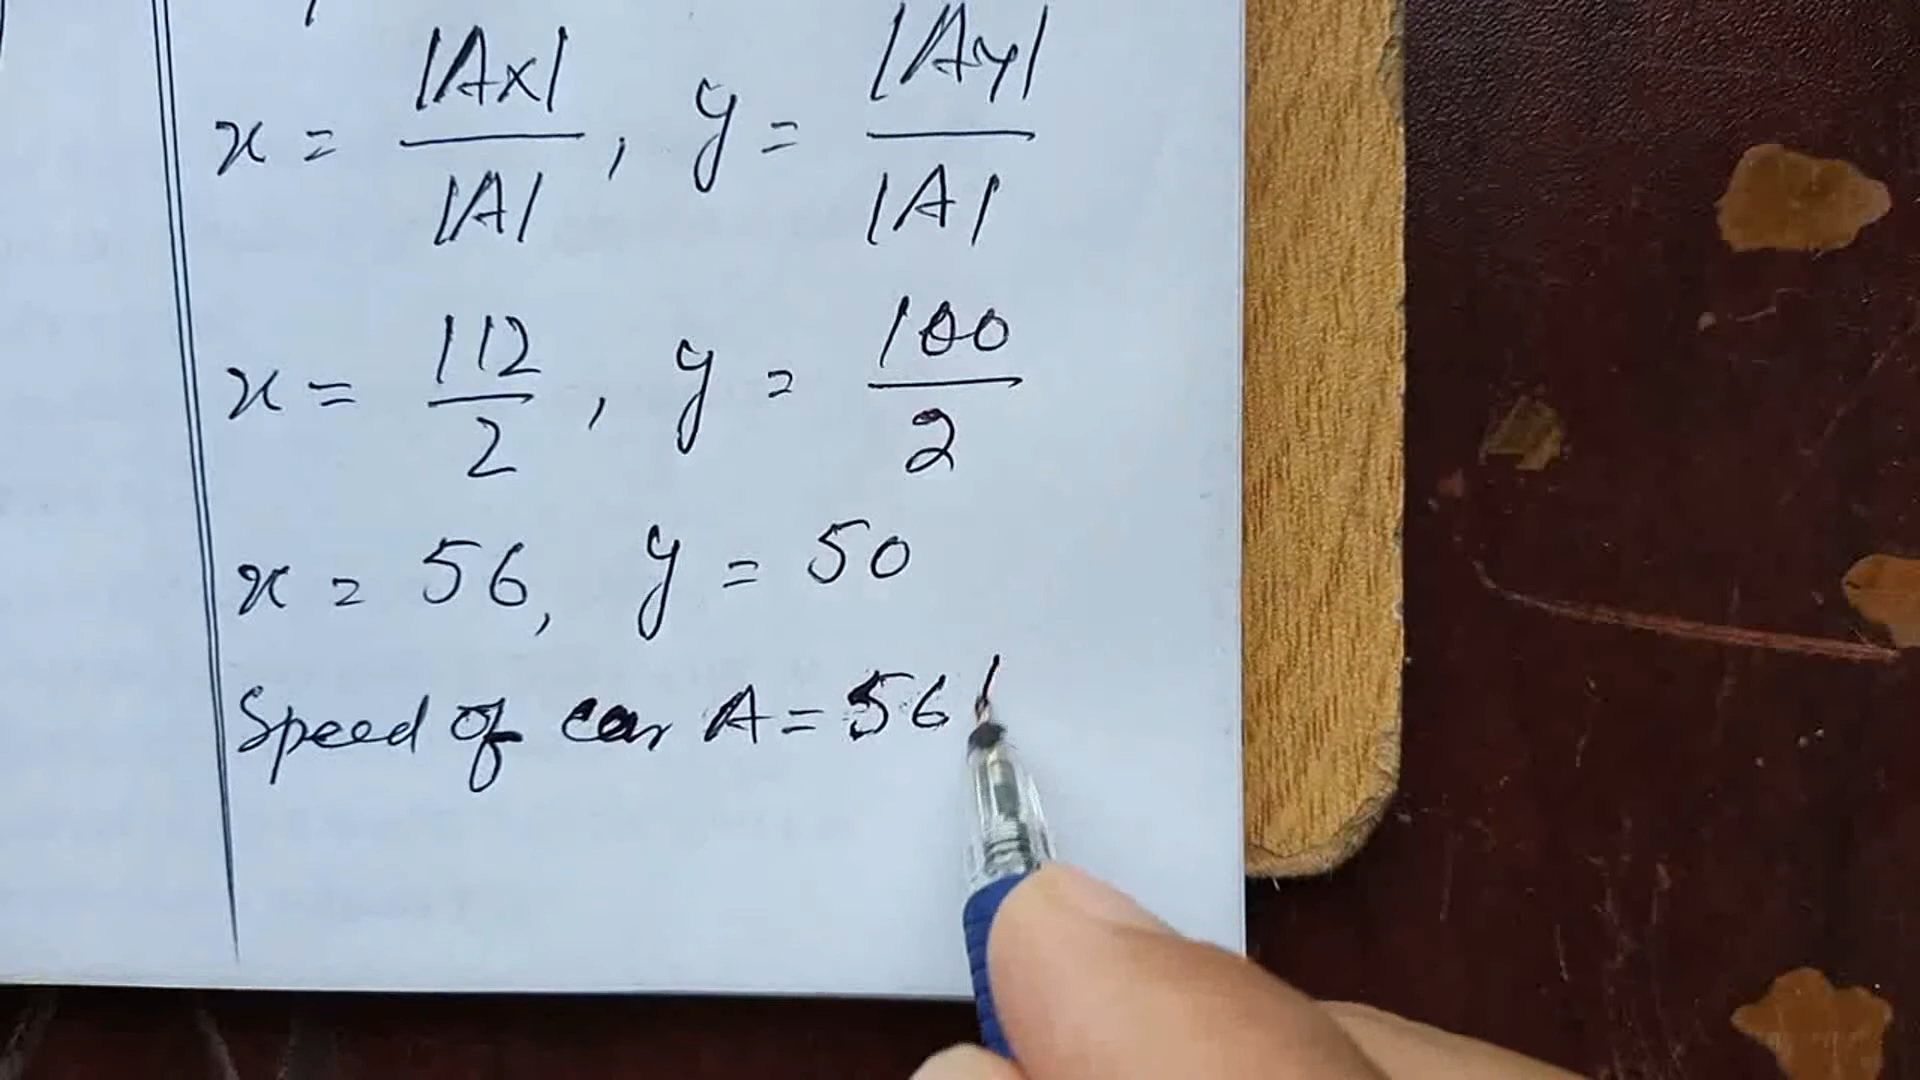 x = |Ax| / |A| , y = |Ay| / |A|
x = 112 / 2 , y = 100 / 2
x = 56, y = 50
Speed of car A = 56